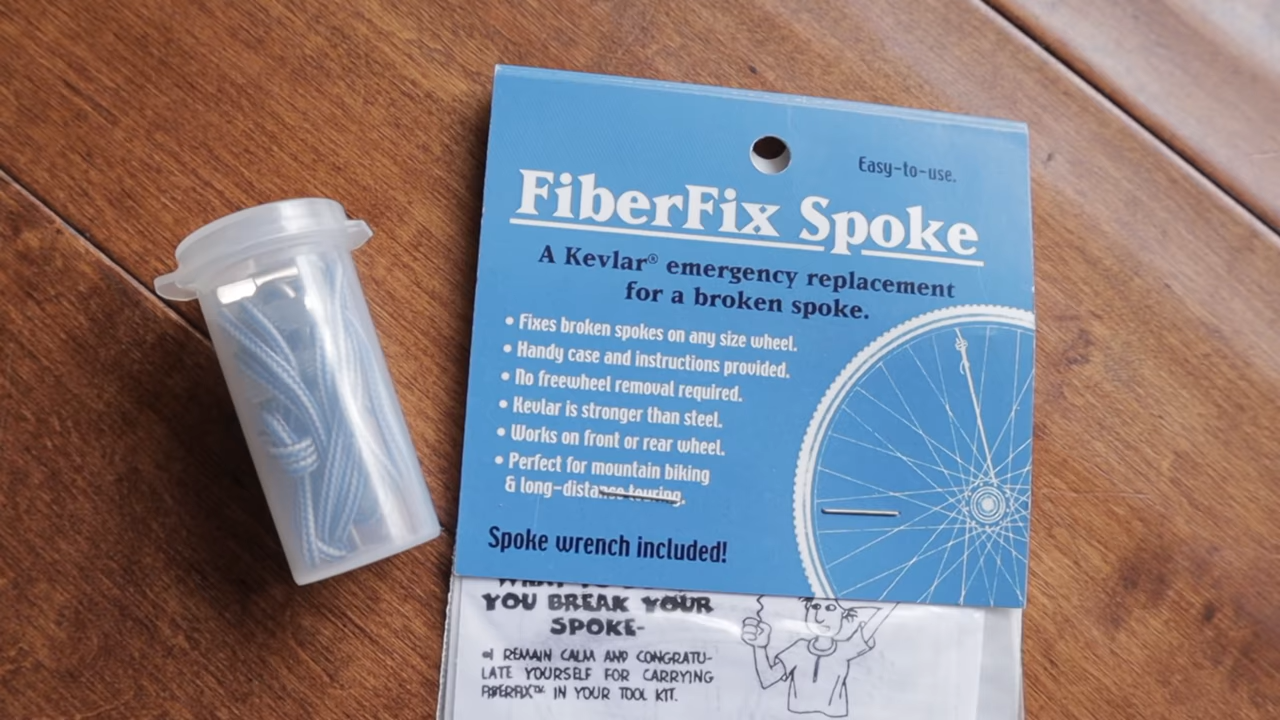 Easy-to-use.
FiberFix Spoke
A Kevlar® emergency replacement
for a broken spoke.
• Fixes broken spokes on any size wheel.
• Handy case and instructions provided.
• No freewheel removal required.
• Kevlar is stronger than steel.
• Works on front or rear wheel.
• Perfect for mountain biking
& long-distance touring.
Spoke wrench included!
YOU BREAK YOUR
SPOKE-
REMAIN CALM AND CONGRATU-
LATE YOURSELF FOR CARRYING
FIBERFIX™ IN YOUR TOOL KIT.